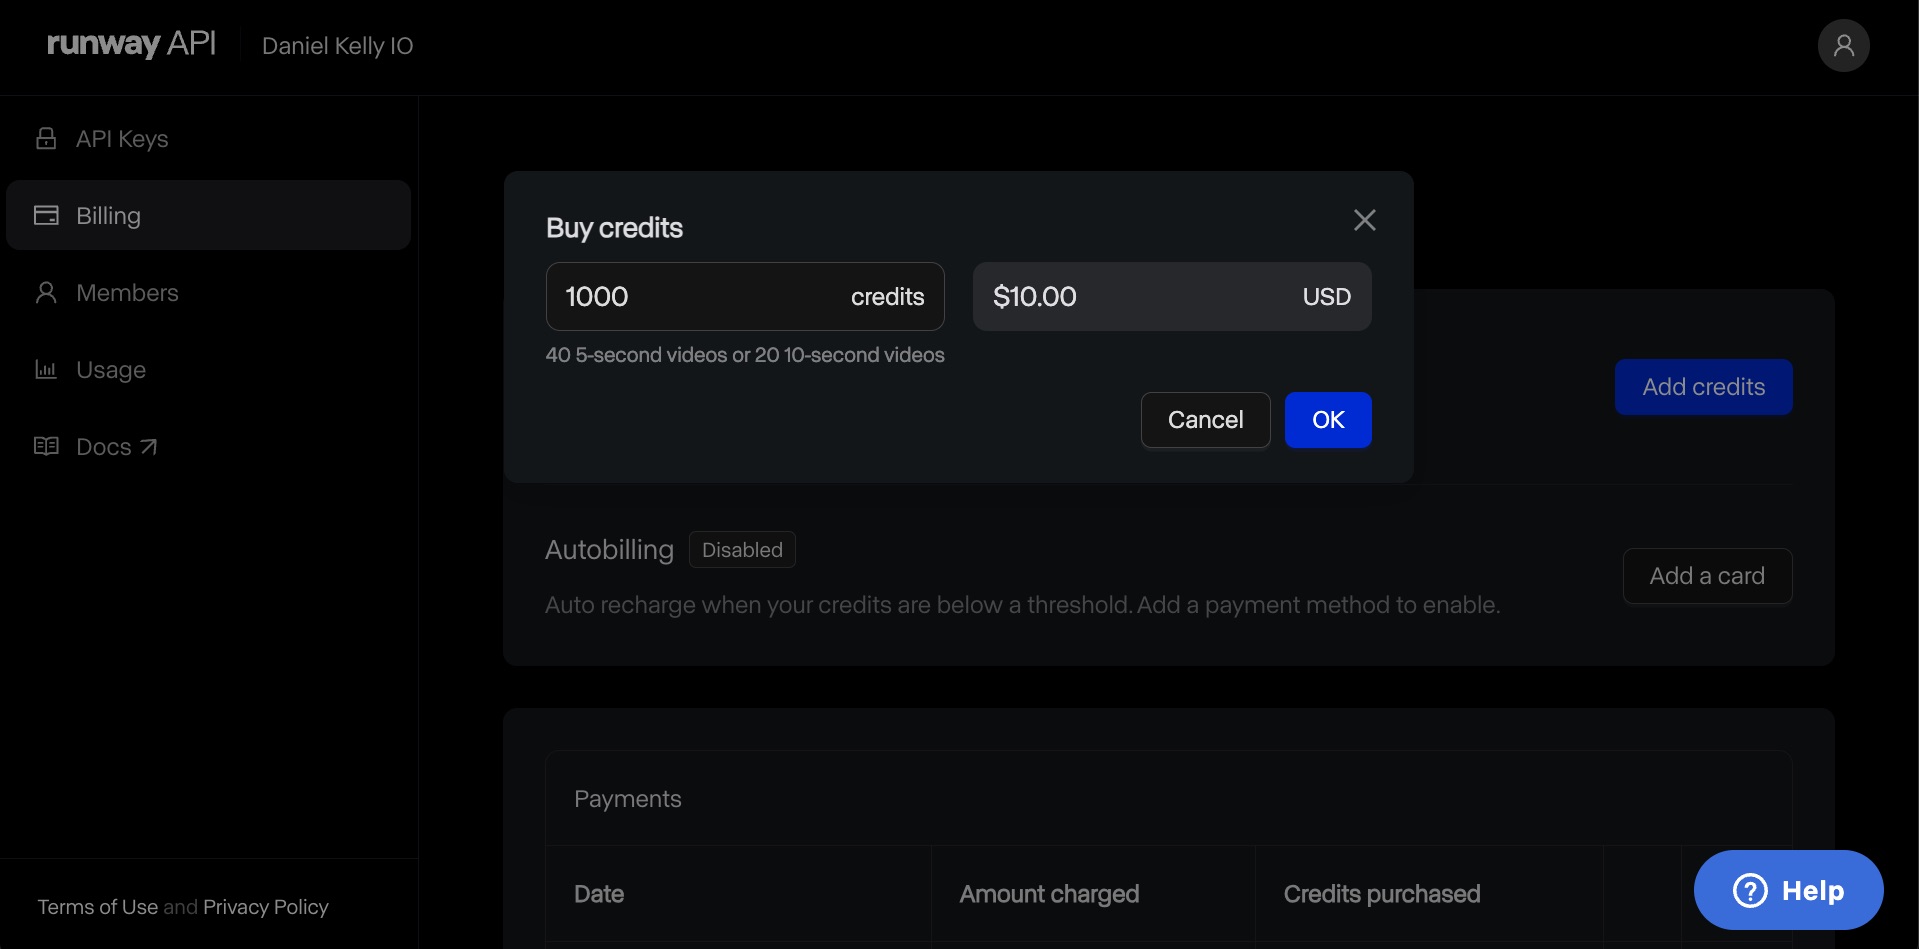 runway API
Daniel Kelly IO
API Keys
Billing
Members
Usage
Docs
Terms of Use and Privacy Policy
Buy credits
1000 credits
$10.00 USD
40 5-second videos or 20 10-second videos
Cancel
OK
Add credits
Autobilling
Disabled
Auto recharge when your credits are below a threshold. Add a payment method to enable.
Add a card
Payments
Date
Amount charged
Credits purchased
Help